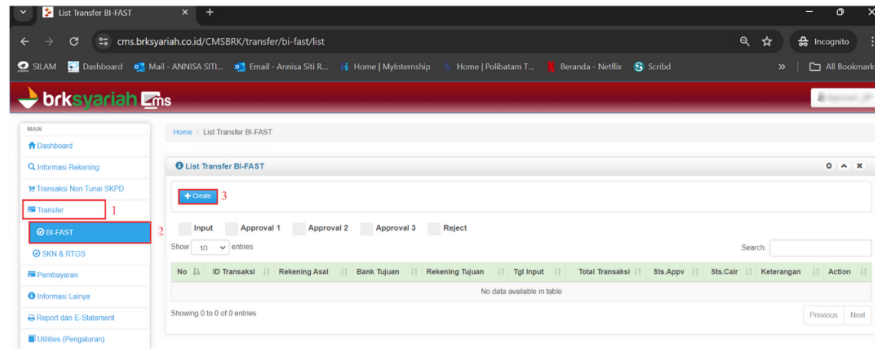 List Transfer BI-FAST
cms.brksyariah.co.id/CMSBRK/transfer/bi-fast/list
Incognito
SILAM Dashboard Mail - ANNISA SITI... Email - Annisa Siti R... Home | MyInternship Home | Polibatam T... Beranda - Netflix Scribd » All Bookmark
brksyariah Cms
MAIN
Home / List Transfer BI-FAST
Dashboard
Informasi Rekening
List Transfer BI-FAST
Transaksi Non Tunai SKPD
+ Create 3
Transfer 1
BI-FAST 2
Input Approval 1 Approval 2 Approval 3 Reject
SKN & RTGS
Show 10 entries Search:
Pembayaran
No ID Transaksi Rekening Asal Bank Tujuan Rekening Tujuan Tgl Input Total Transaksi Sts.Appv Sts.Cair Keterangan Action
Informasi Lainya
No data available in table
Report dan E-Statement
Showing 0 to 0 of 0 entries Previous Next
Utilities (Pengaturan)